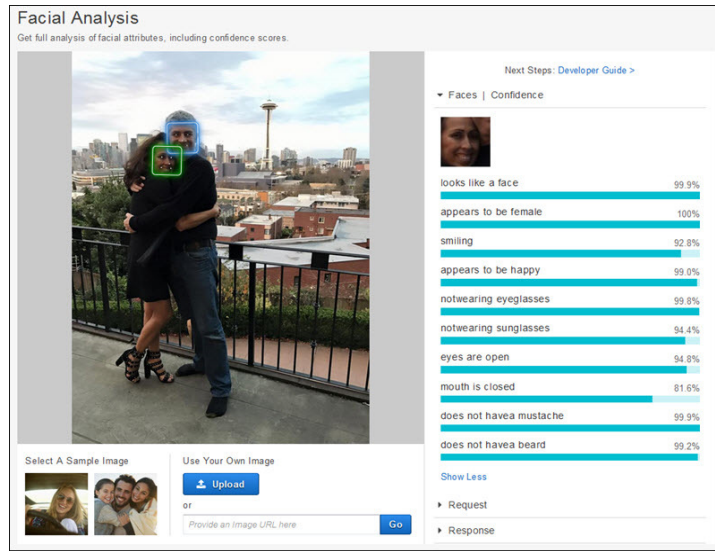 Facial Analysis
Get full analysis of facial attributes, including confidence scores.
Next Steps: Developer Guide >
Faces | Confidence
looks like a face 99.9%
appears to be female 100%
smiling 92.8%
appears to be happy 99.0%
notwearing eyeglasses 99.8%
notwearing sunglasses 94.4%
eyes are open 94.8%
mouth is closed 81.6%
does not havea mustache 99.9%
does not havea beard 99.2%
Show Less
Request
Response
Select A Sample Image
Use Your Own Image
Upload
or
Provide an Image URL here
Go